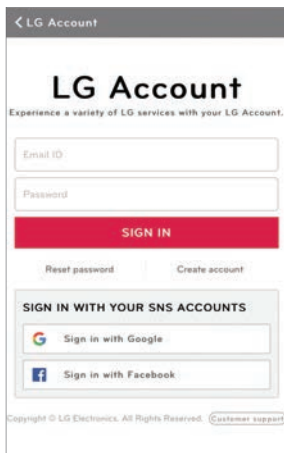 LG Account
LG Account
Experience a variety of LG services with your LG Account.
Email ID
Password
SIGN IN
Reset password Create account
SIGN IN WITH YOUR SNS ACCOUNTS
Sign in with Google
Sign in with Facebook
Copyright © LG Electronics. All Rights Reserved. Customer support